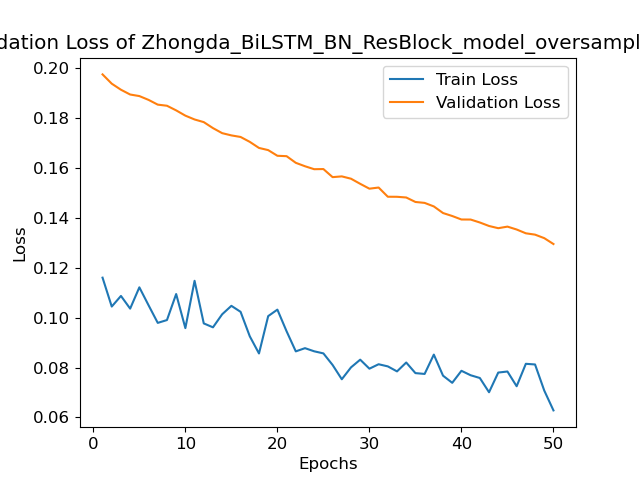 dation Loss of Zhongda_BiLSTM_BN_ResBlock_model_oversampl
Train Loss
Validation Loss
0.20
0.18
0.16
0.14
0.12
0.10
0.08
0.06
Loss
0
10
20
30
40
50
Epochs